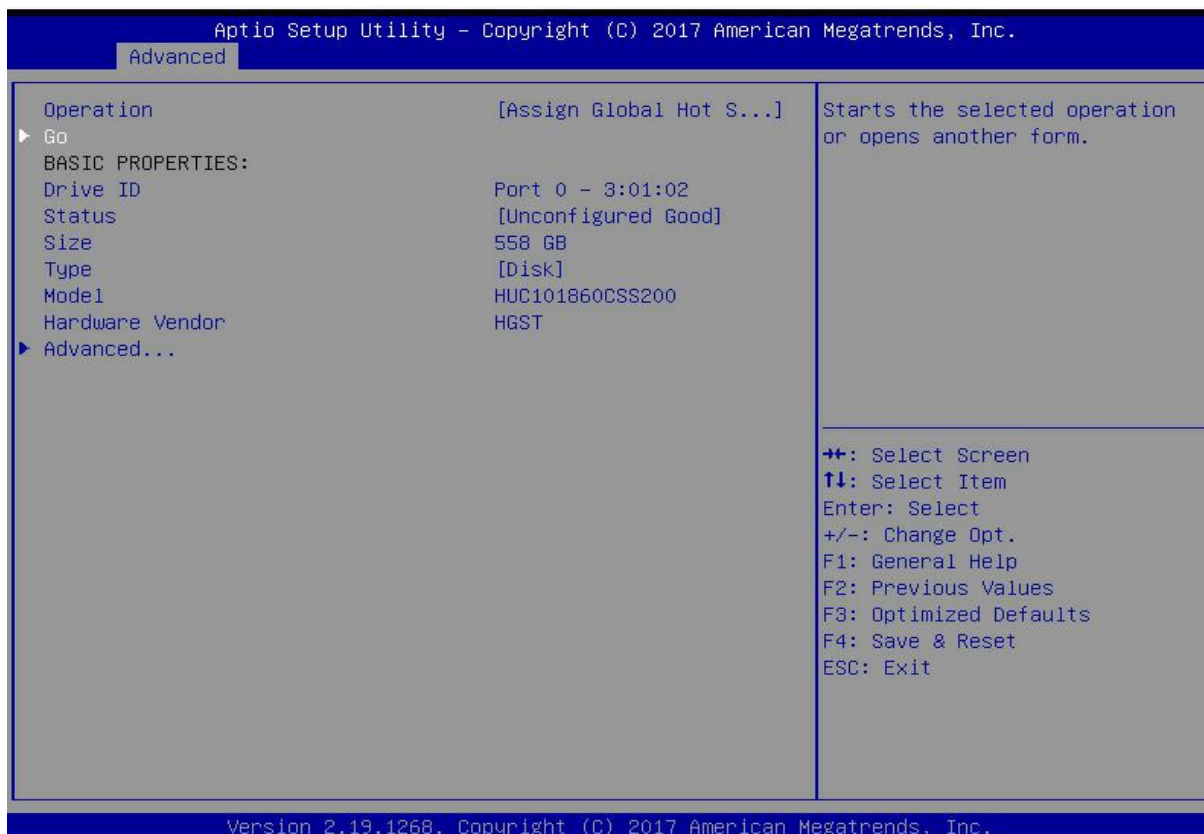 Aptio Setup Utility – Copyright (C) 2017 American Megatrends, Inc.
Advanced
Operation [Assign Global Hot S...]
Go
BASIC PROPERTIES:
Drive ID Port 0 – 3:01:02
Status [Unconfigured Good]
Size 558 GB
Type [Disk]
Model HUC101860CSS200
Hardware Vendor HGST
Advanced...
Starts the selected operation
or opens another form.
→←: Select Screen
↑↓: Select Item
Enter: Select
+/-: Change Opt.
F1: General Help
F2: Previous Values
F3: Optimized Defaults
F4: Save & Reset
ESC: Exit
Version 2.19.1268. Copyright (C) 2017 American Megatrends, Inc.